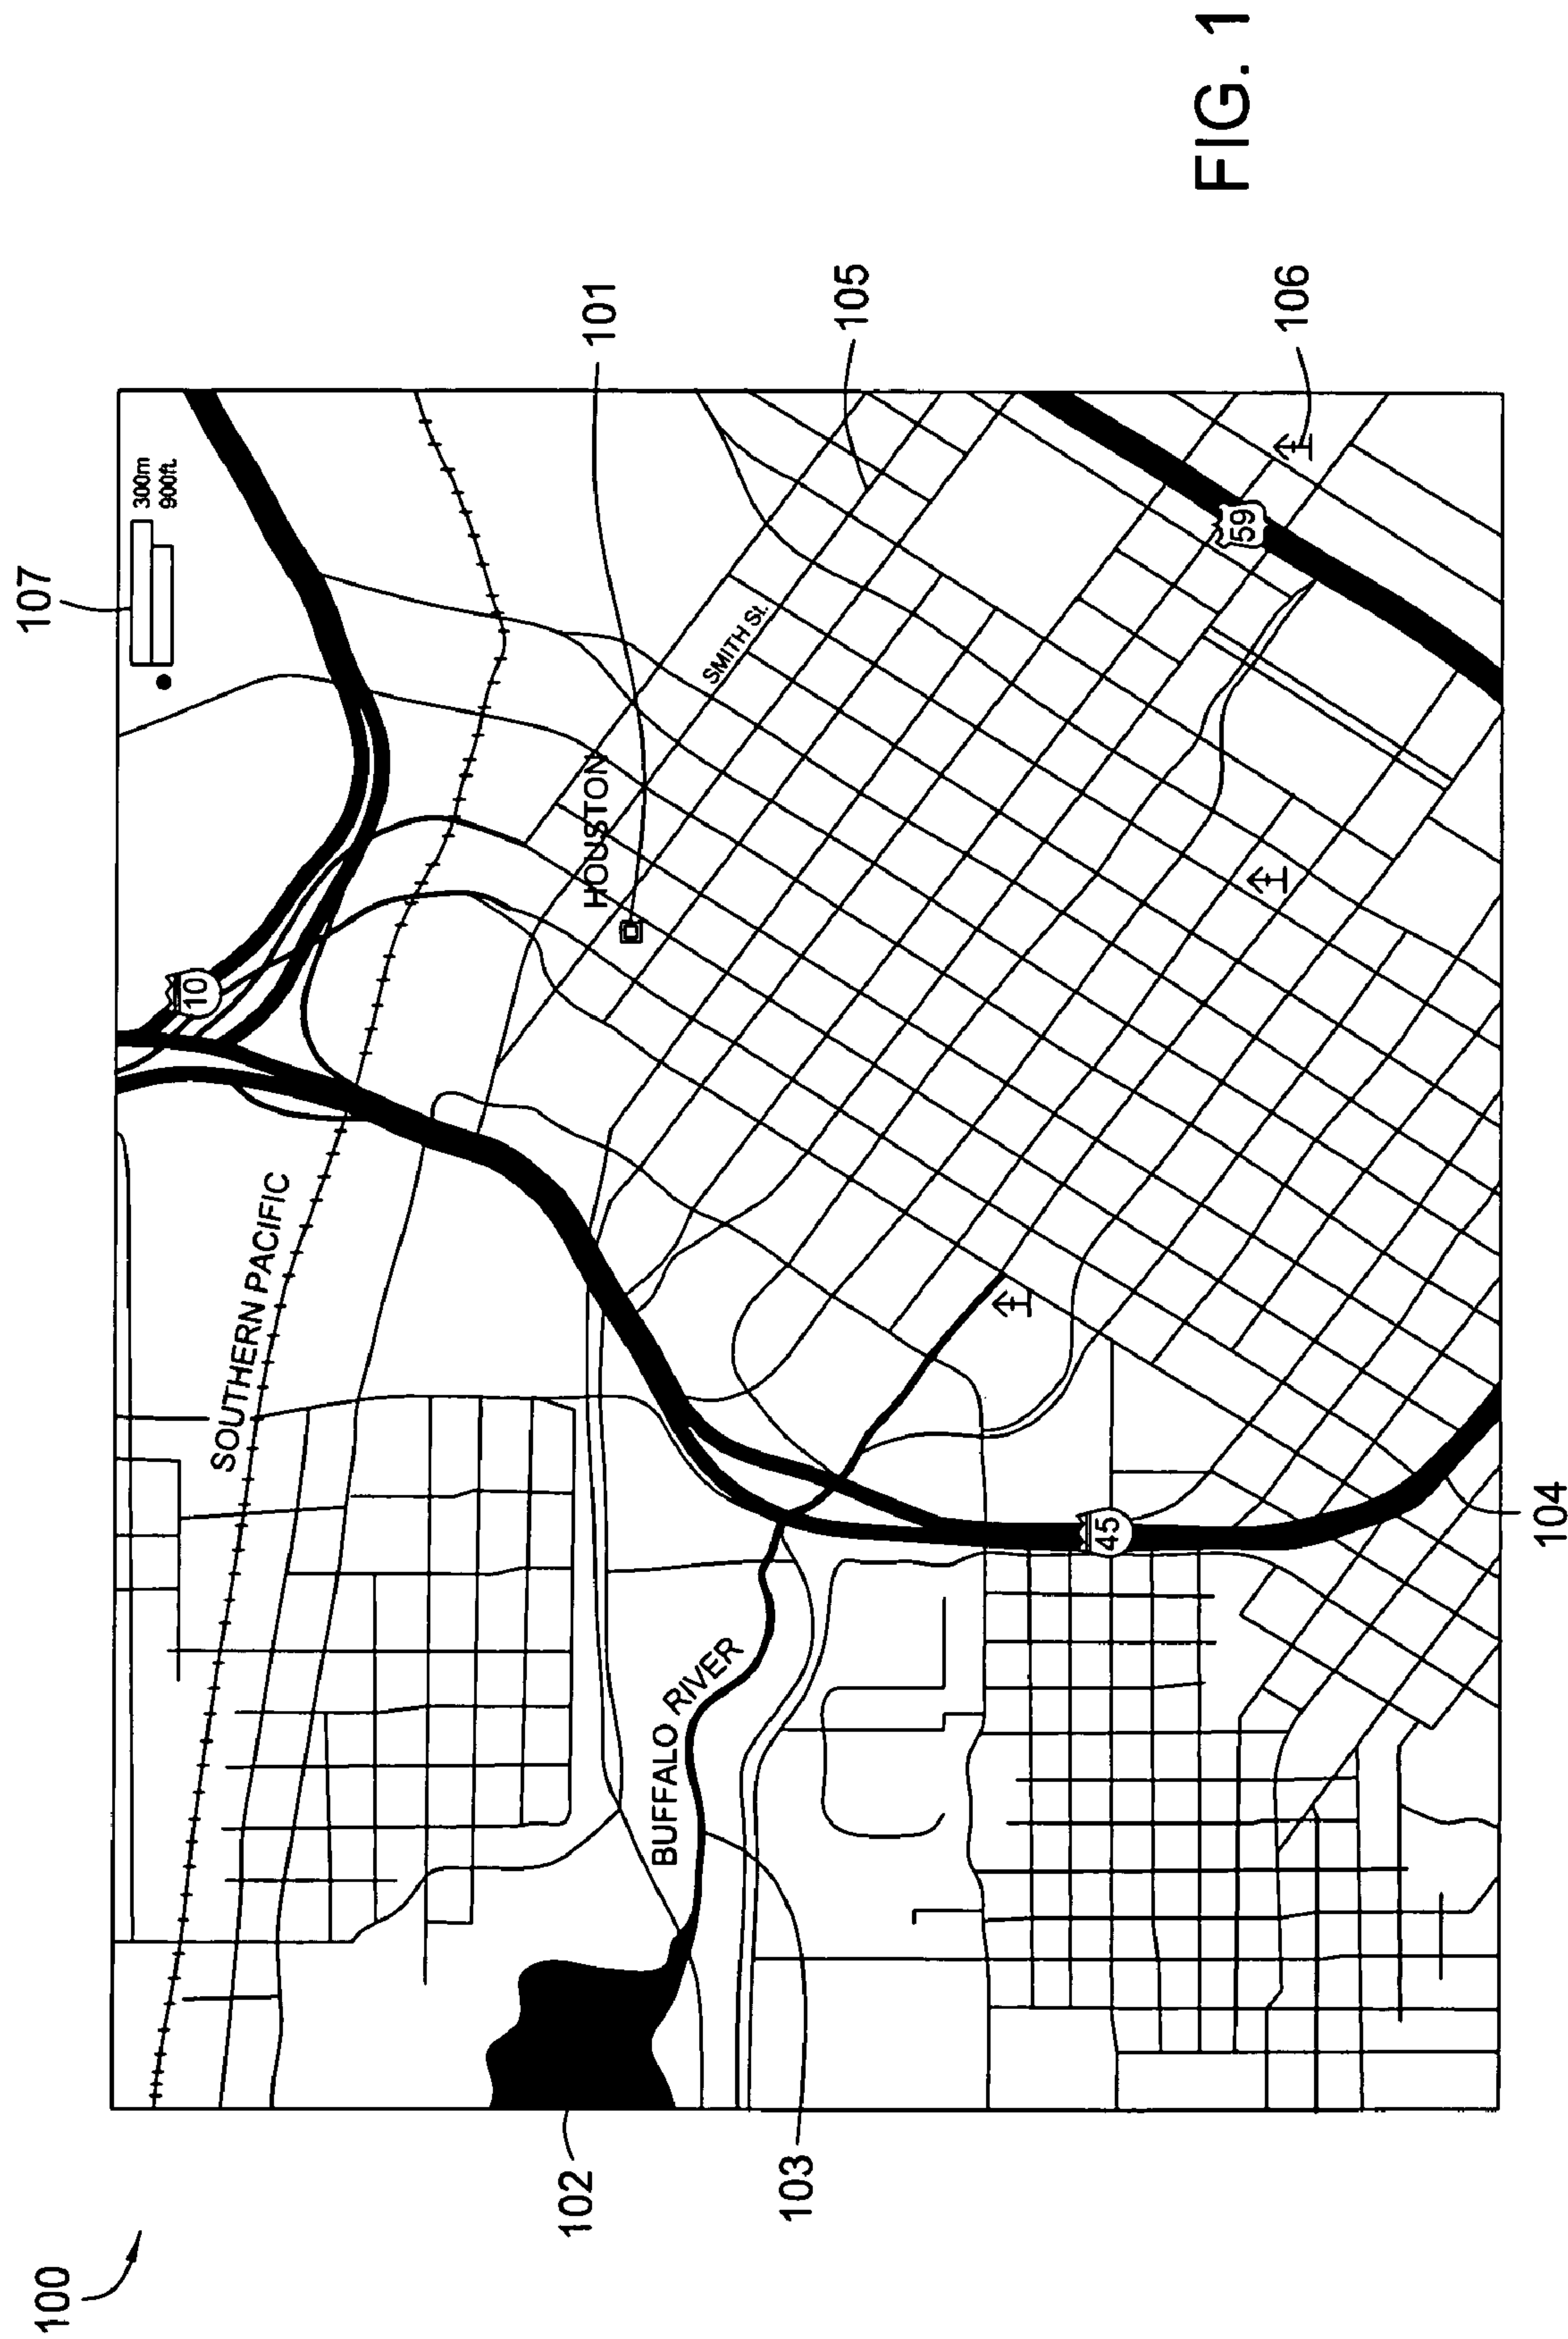 100
107
300m
900ft.
10
SOUTHERN PACIFIC
101
HOUSTON
102
SMITH St.
BUFFALO RIVER
103
105
45
59
106
104
FIG. 1